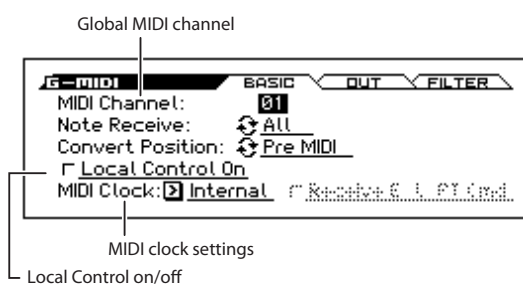 Global MIDI channel
G-MIDI BASIC OUT FILTER
MIDI Channel: 01
Note Receive: All
Convert Position: Pre MIDI
Local Control On
MIDI Clock: Internal Receive
MIDI clock settings
Local Control on/off